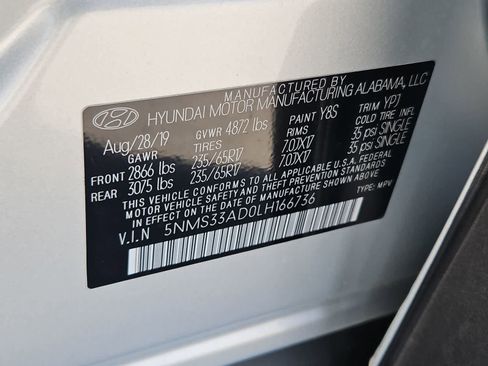 MANUFACTURED BY
HYUNDAI MOTOR MANUFACTURING ALABAMA, LLC
Aug/28/19 GVWR 4872 lbs PAINT Y8S TRIM YPJ
GAWR TIRES RIMS COLD TIRE INFL
FRONT 2866 lbs 235/65R17 7.0JX17 35 psi SINGLE
REAR 3075 lbs 235/65R17 7.0JX17 35 psi SINGLE
THIS VEHICLE CONFORMS TO ALL APPLICABLE U.S.A. FEDERAL
MOTOR VEHICLE SAFETY AND BUMPER STANDARDS
IN EFFECT ON THE DATE OF MANUFACTURE SHOWN ABOVE.
V.I.N 5NMS33AD0LH166736 TYPE: MPV